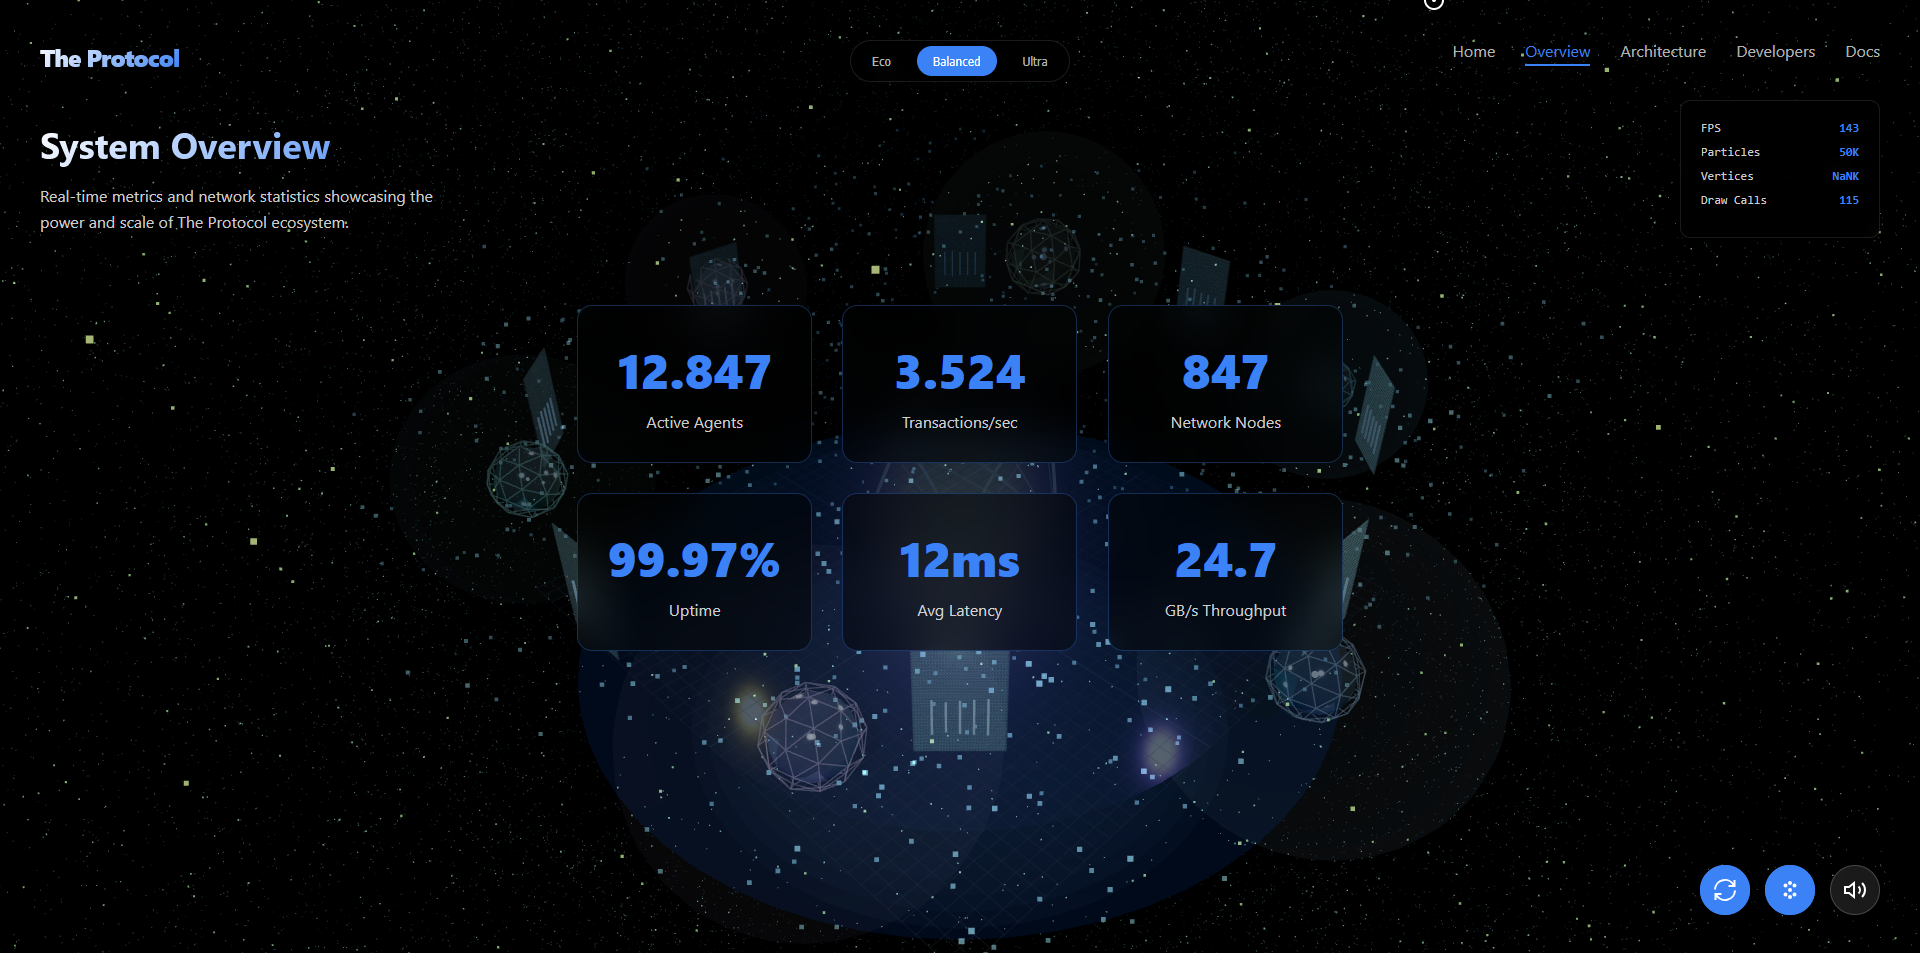 The Protocol
Eco Balanced Ultra
Home Overview Architecture Developers Docs
System Overview
Real-time metrics and network statistics showcasing the
power and scale of The Protocol ecosystem.
FPS 143
Particles 50K
Vertices NaNK
Draw Calls 115
12.847
Active Agents
3.524
Transactions/sec
847
Network Nodes
99.97%
Uptime
12ms
Avg Latency
24.7
GB/s Throughput